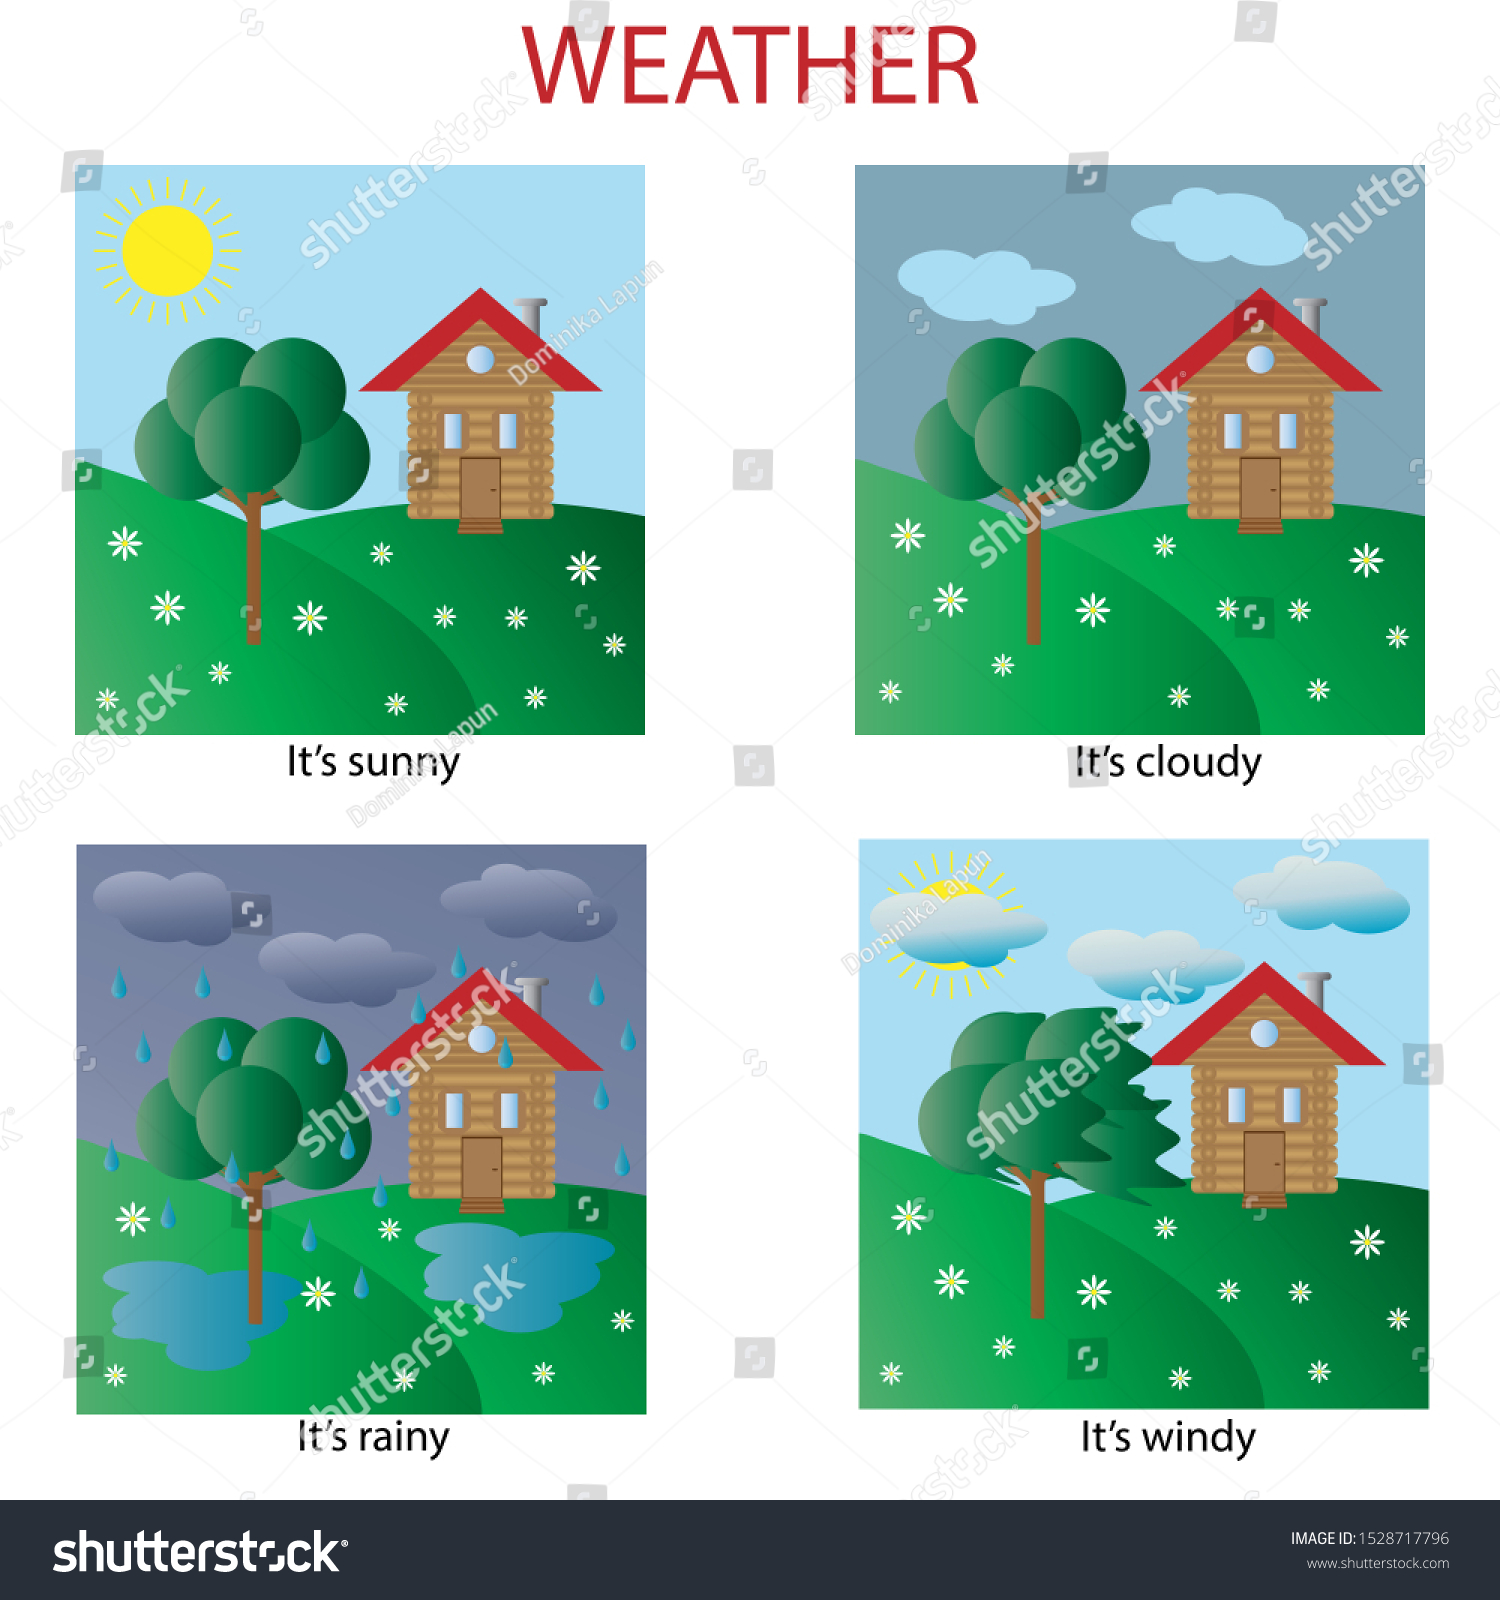 WEATHER
It's sunny
It's cloudy
It's rainy
It's windy
shutterstock
Dominika Lapun
shutterstock
IMAGE ID: 1528717796
www.shutterstock.com